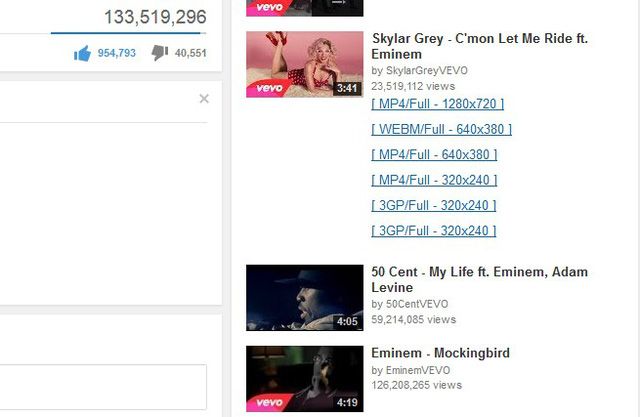 133,519,296
954,793 40,551
vevo
Skylar Grey - C'mon Let Me Ride ft.
Eminem
by SkylarGreyVEVO
23,519,112 views
vevo 3:41
[ MP4/Full - 1280x720 ]
[ WEBM/Full - 640x380 ]
[ MP4/Full - 640x380 ]
[ MP4/Full - 320x240 ]
[ 3GP/Full - 320x240 ]
[ 3GP/Full - 320x240 ]
50 Cent - My Life ft. Eminem, Adam
Levine
by 50CentVEVO
59,214,085 views
4:05
Eminem - Mockingbird
by EminemVEVO
126,208,265 views
vevo 4:19